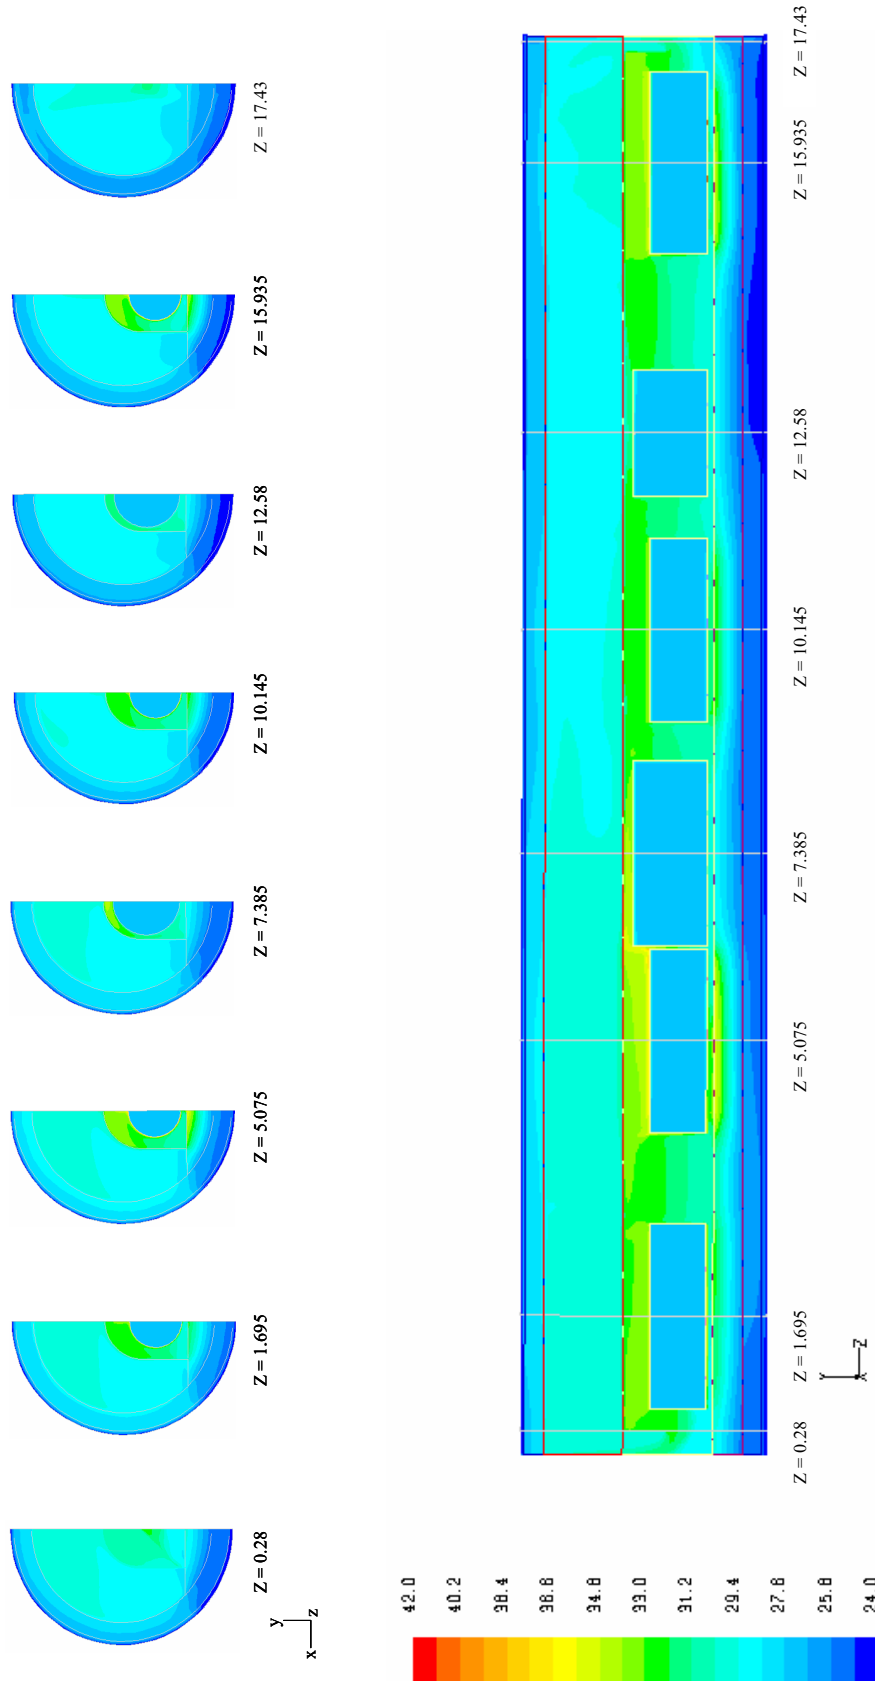 Z = 0.28
Z = 1.695
Z = 5.075
Z = 7.385
Z = 10.145
Z = 12.58
Z = 15.935
Z = 17.43
y
x
z
42.0
40.2
38.4
36.6
34.8
33.0
31.2
29.4
27.6
25.8
24.0
Z = 0.28
Z = 1.695
Z = 5.075
Z = 7.385
Z = 10.145
Z = 12.58
Z = 15.935
Z = 17.43
Y
X
Z